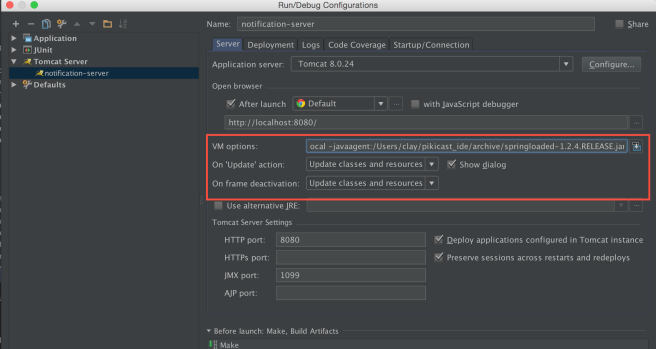 Run/Debug Configurations
Name: notification-server Share
Application
JUnit
Tomcat Server
notification-server
Defaults
Server Deployment Logs Code Coverage Startup/Connection
Application server: Tomcat 8.0.24 Configure...
Open browser
After launch Default ... with JavaScript debugger
http://localhost:8080/ ...
VM options: ocal -javaagent:/Users/clay/pikicast_ide/archive/springloaded-1.2.4.RELEASE.jar
On 'Update' action: Update classes and resources Show dialog
On frame deactivation: Update classes and resources
Use alternative JRE: ...
Tomcat Server Settings
HTTP port: 8080 Deploy applications configured in Tomcat instance
HTTPs port: Preserve sessions across restarts and redeploys
JMX port: 1099
AJP port:
Before launch: Make, Build Artifacts
Make